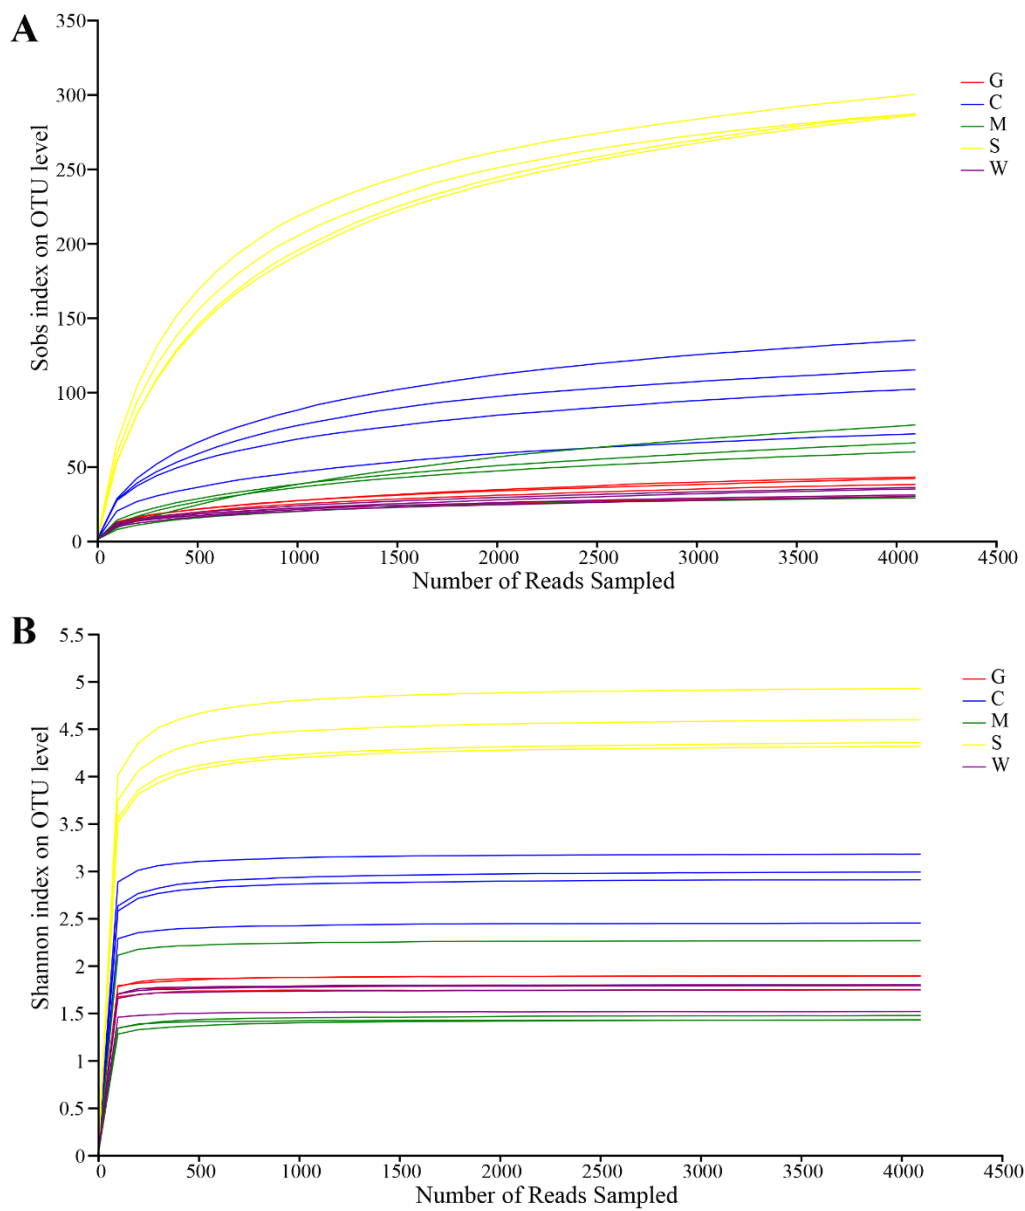 A
350
300
250
200
150
100
50
0
Sobs index on OTU level
G
C
M
S
W
0 500 1000 1500 2000 2500 3000 3500 4000 4500
Number of Reads Sampled
B
5.5
5
4.5
4
3.5
3
2.5
2
1.5
1
0.5
0
Shannon index on OTU level
G
C
M
S
W
0 500 1000 1500 2000 2500 3000 3500 4000 4500
Number of Reads Sampled